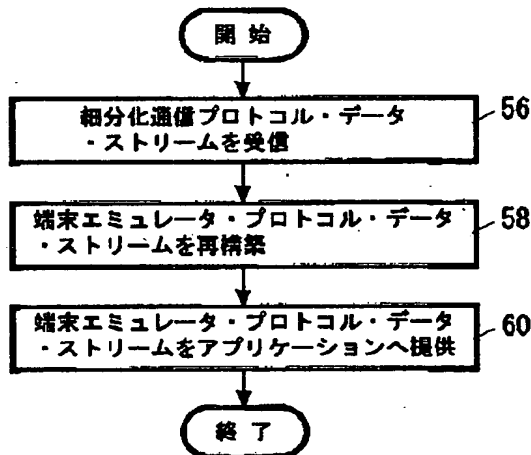 開始
細分化通信プロトコル・データ
・ストリームを受信
56
端末エミュレータ・プロトコル・データ
・ストリームを再構築
58
端末エミュレータ・プロトコル・データ
・ストリームをアプリケーションへ提供
60
終了